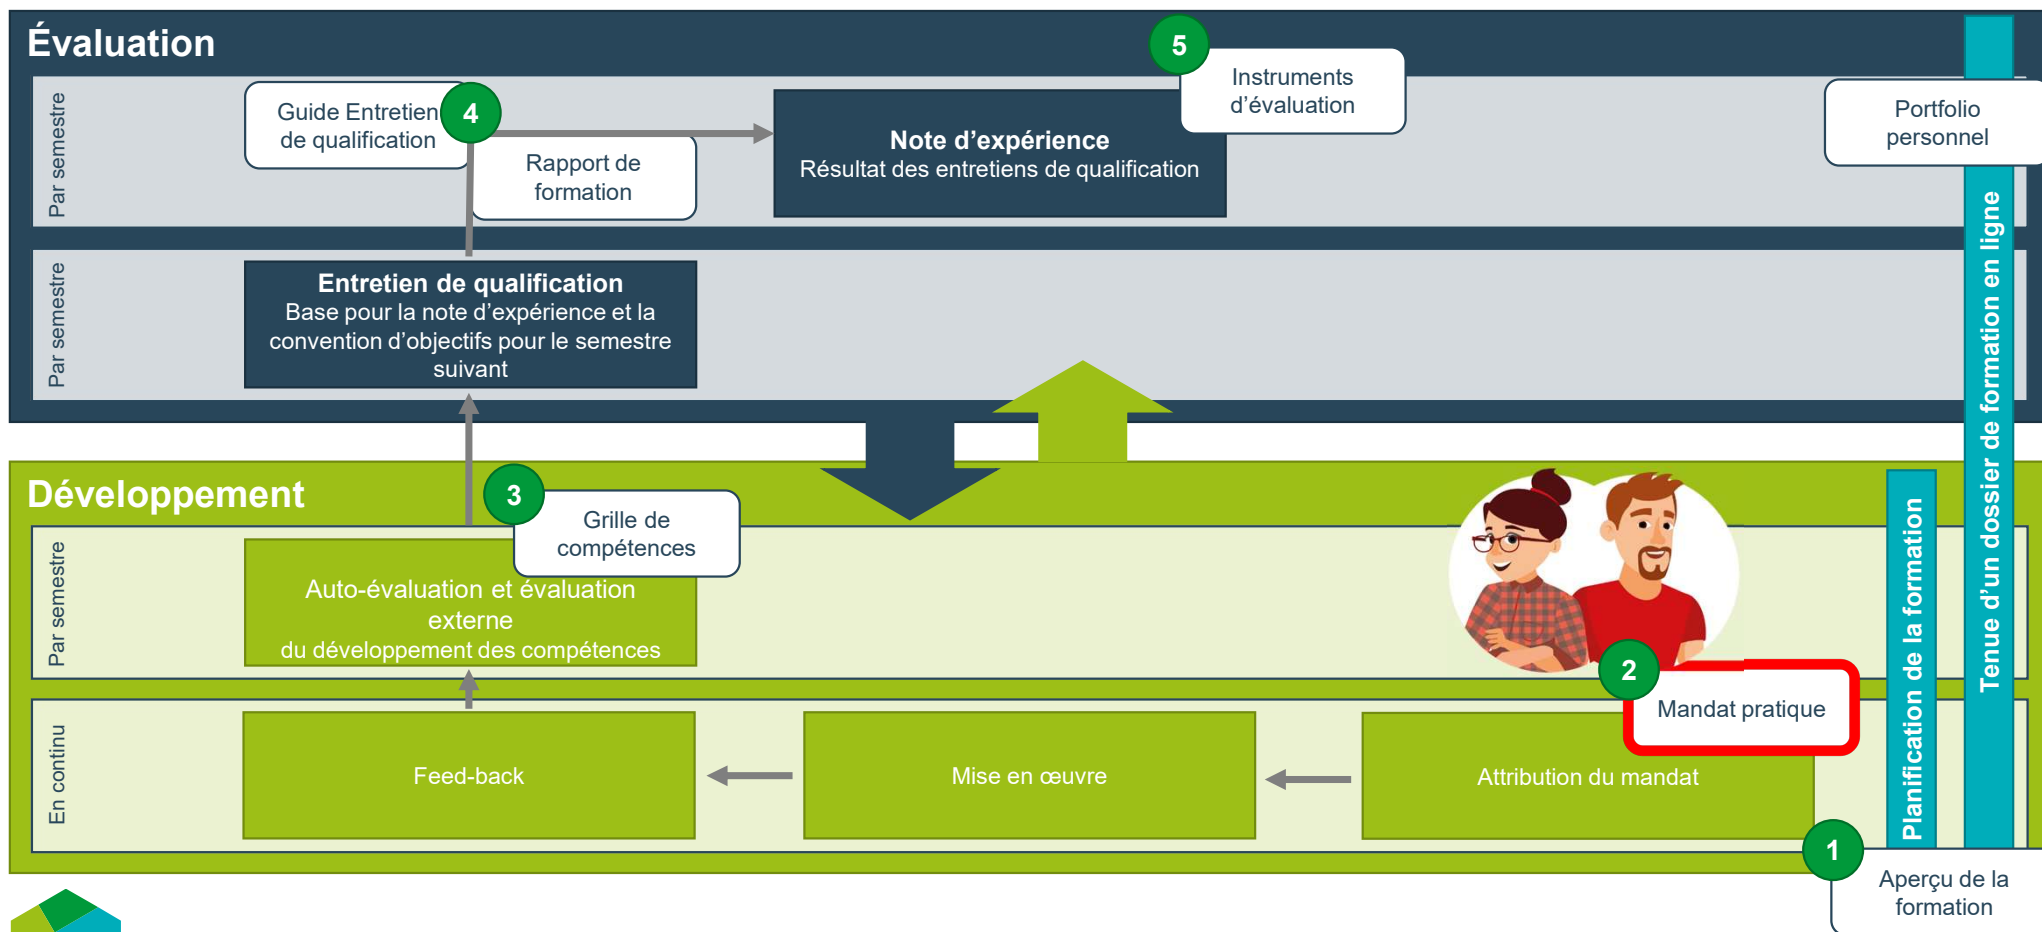 Évaluation
5
Instruments
d’évaluation
Par semestre
Guide Entretien
de qualification
4
Rapport de
formation
Note d’expérience
Résultat des entretiens de qualification
Portfolio
personnel
Par semestre
Entretien de qualification
Base pour la note d’expérience et la
convention d’objectifs pour le semestre
suivant
Tenue d’un dossier de formation en ligne
Développement
3
Grille de
compétences
Par semestre
Auto-évaluation et évaluation
externe
du développement des compétences
2
Mandat pratique
Planification de la formation
En continu
Feed-back
Mise en œuvre
Attribution du mandat
1
Aperçu de la
formation